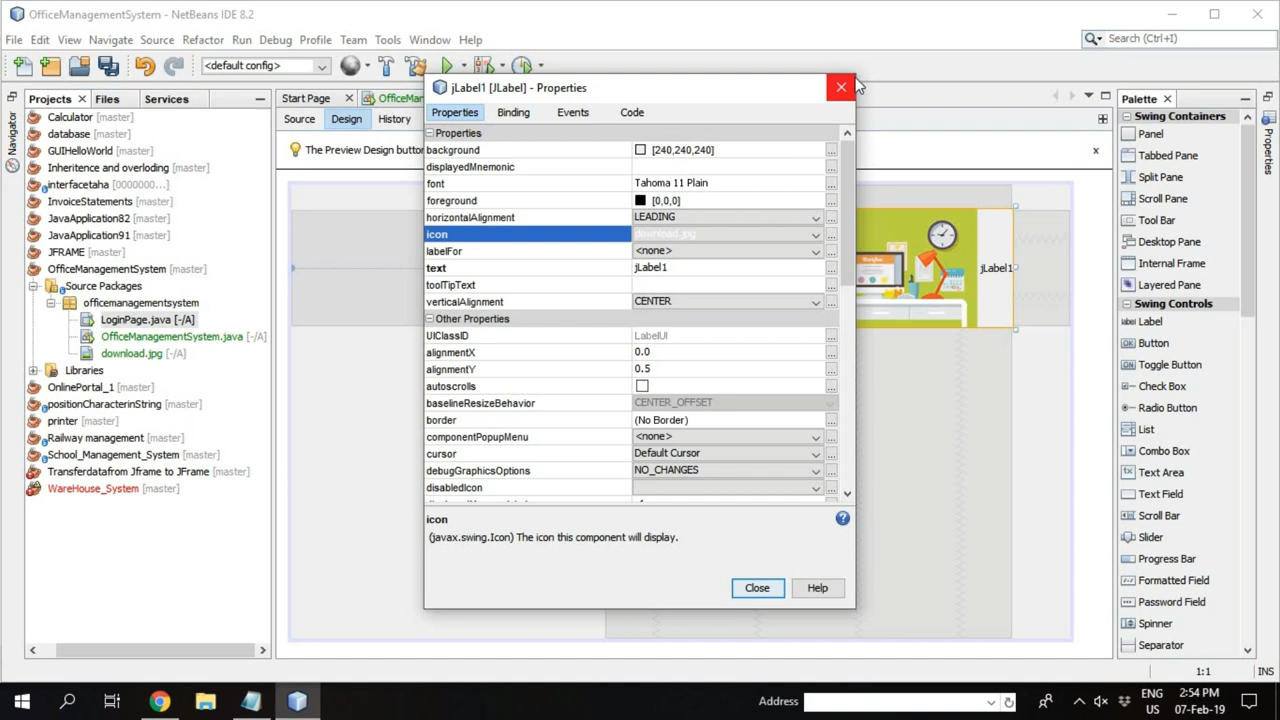 OfficeManagementSystem - NetBeans IDE 8.2
File Edit View Navigate Source Refactor Run Debug Profile Team Tools Window Help
Search (Ctrl+I)
<default config>
Projects Files Services
Navigator
Calculator [master]
database [master]
GUIHelloWorld [master]
Inheritence and overloding [master]
interfacetaha [0000000...]
InvoiceStatements [master]
JavaApplication82 [master]
JavaApplication91 [master]
JFRAME [master]
OfficeManagementSystem [master]
Source Packages
officemanagementsystem
LoginPage.java [-/A]
OfficeManagementSystem.java [-/A]
download.jpg [-/A]
Libraries
OnlinePortal_1 [master]
positionCharacterinString [master]
printer [master]
Railway management [master]
School_Management_System [master]
Transferdatafrom Jframe to JFrame [master]
WareHouse_System [master]
Start Page
Source Design History
The Preview Design
jLabel1 [JLabel] - Properties
Properties Binding Events Code
Properties
background [240,240,240]
displayedMnemonic
font Tahoma 11 Plain
foreground [0,0,0]
horizontalAlignment LEADING
icon download.jpg
labelFor <none>
text jLabel1
toolTipText
verticalAlignment CENTER
Other Properties
UIClassID LabelUI
alignmentX 0.0
alignmentY 0.5
autoscrolls
baselineResizeBehavior CENTER_OFFSET
border (No Border)
componentPopupMenu <none>
cursor Default Cursor
debugGraphicsOptions NO_CHANGES
disabledIcon
icon
(javax.swing.Icon) The icon this component will display.
Close Help
jLabel1
Palette
Swing Containers
Panel
Tabbed Pane
Split Pane
Scroll Pane
Tool Bar
Desktop Pane
Internal Frame
Layered Pane
Swing Controls
label Label
Button
Toggle Button
Check Box
Radio Button
List
Combo Box
Text Area
Text Field
Scroll Bar
Slider
Progress Bar
Formatted Field
Password Field
Spinner
Separator
Properties
1:1 INS
Address
ENG
US
2:54 PM
07-Feb-19